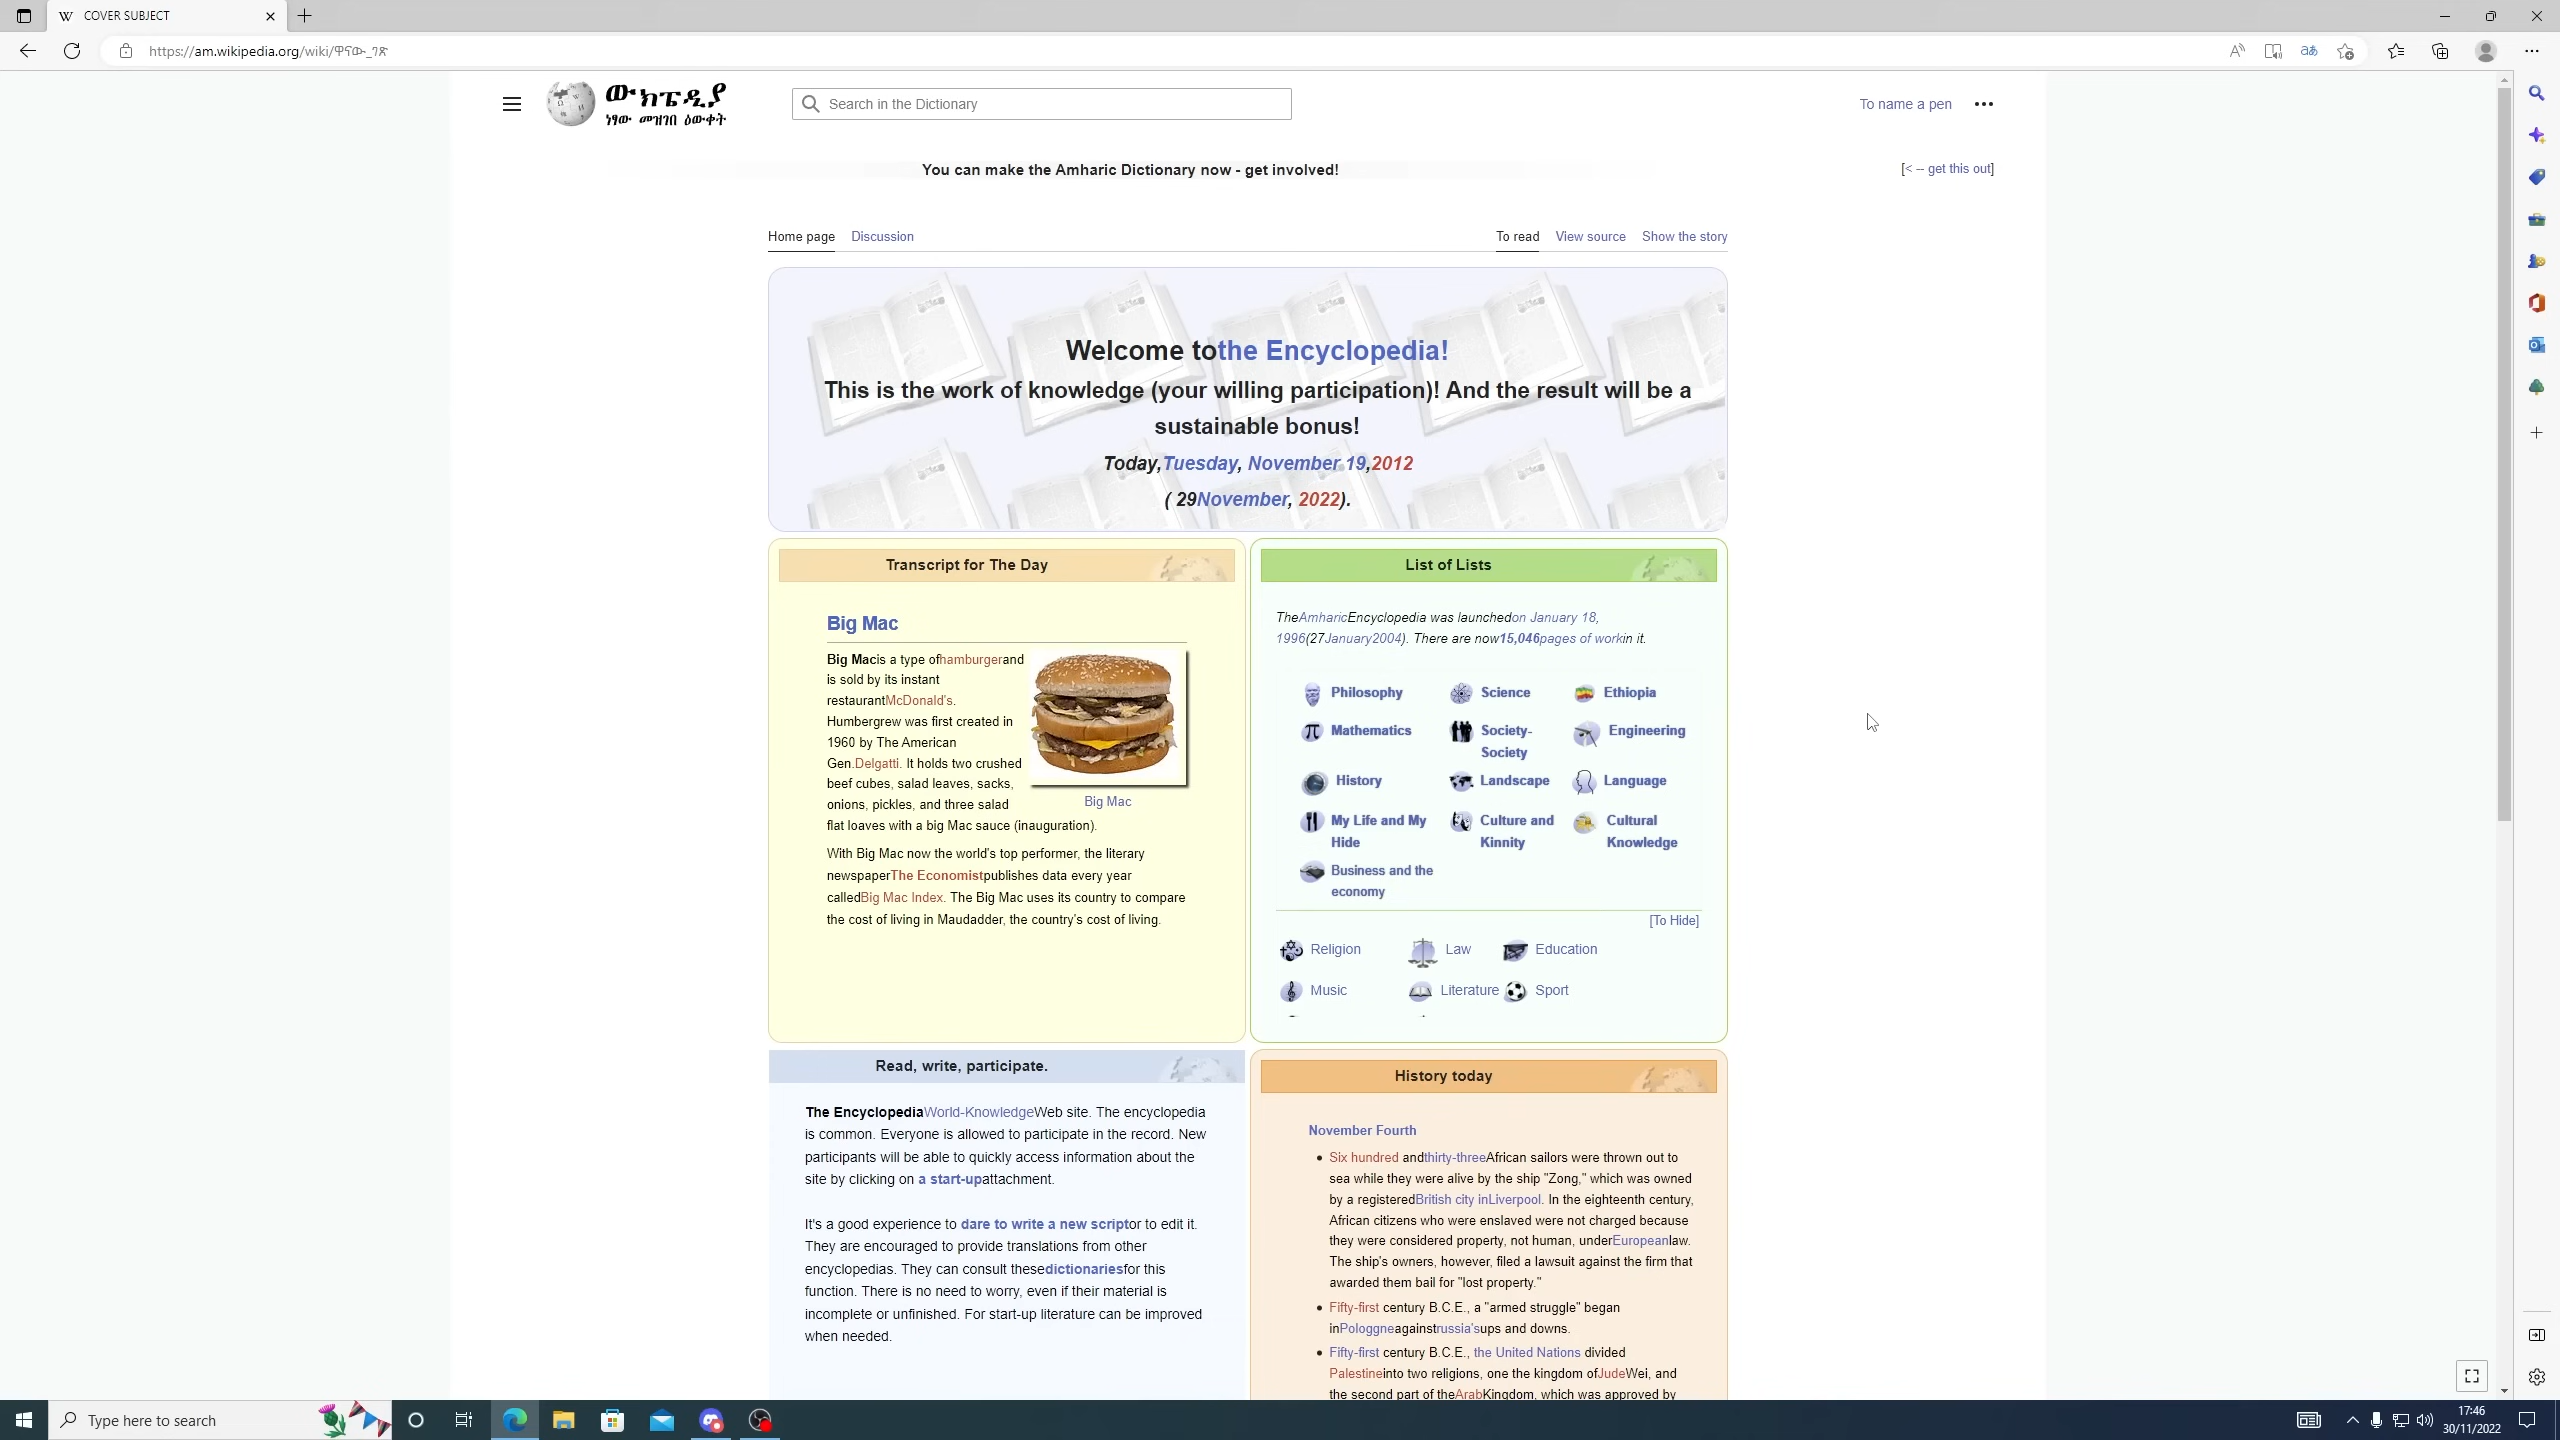 COVER SUBJECT
https://am.wikipedia.org/wiki/ዋናው_ገጽ
ውክፔዲያ
ነፃው መዝገበ ዕውቀት
Search in the Dictionary
To name a pen
You can make the Amharic Dictionary now - get involved!
[< -- get this out]
Home page Discussion
To read View source Show the story
Welcome tothe Encyclopedia!
This is the work of knowledge (your willing participation)! And the result will be a
sustainable bonus!
Today,Tuesday, November 19,2012
( 29November, 2022).
Transcript for The Day
Big Mac
Big Macis a type ofhamburgerand
is sold by its instant
restaurantMcDonald's.
Humbergrew was first created in
1960 by The American
Gen.Delgatti. It holds two crushed
beef cubes, salad leaves, sacks,
onions, pickles, and three salad
flat loaves with a big Mac sauce (inauguration).
Big Mac
With Big Mac now the world's top performer, the literary
newspaperThe Economistpublishes data every year
calledBig Mac Index. The Big Mac uses its country to compare
the cost of living in Maudadder, the country's cost of living.
List of Lists
TheAmharicEncyclopedia was launchedon January 18,
1996(27January2004). There are now15,046pages of workin it.
Philosophy Science Ethiopia
Mathematics Society-
Society Engineering
History Landscape Language
My Life and My
Hide
Culture and
Kinnity
Cultural
Knowledge
Business and the
economy
[To Hide]
Religion Law Education
Music Literature Sport
Read, write, participate.
The EncyclopediaWorld-KnowledgeWeb site. The encyclopedia
is common. Everyone is allowed to participate in the record. New
participants will be able to quickly access information about the
site by clicking on a start-upattachment.
It's a good experience to dare to write a new scriptor to edit it.
They are encouraged to provide translations from other
encyclopedias. They can consult thesedictionariesfor this
function. There is no need to worry, even if their material is
incomplete or unfinished. For start-up literature can be improved
when needed.
History today
November Fourth
• Six hundred andthirty-threeAfrican sailors were thrown out to
sea while they were alive by the ship "Zong," which was owned
by a registeredBritish city inLiverpool. In the eighteenth century,
African citizens who were enslaved were not charged because
they were considered property, not human, underEuropeanlaw.
The ship's owners, however, filed a lawsuit against the firm that
awarded them bail for "lost property."
• Fifty-first century B.C.E., a "armed struggle" began
inPologgneagainstrussia'sups and downs.
• Fifty-first century B.C.E., the United Nations divided
Palestineinto two religions, one the kingdom ofJudeWei, and
the second part of theArabKingdom, which was approved by
Type here to search
17:46
30/11/2022